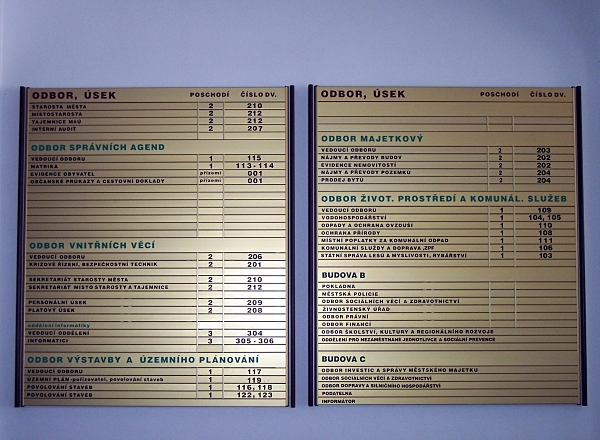 ODBOR, ÚSEK POSCHODÍ ČÍSLO DV.
STAROSTA MĚSTA 2 210
MÍSTOSTAROSTA 2 212
TAJEMNICE MěÚ 2 212
INTERNÍ AUDIT 2 207
ODBOR SPRÁVNÍCH AGEND
VEDOUCÍ ODBORU 1 115
MATRIKA 1 113-114
EVIDENCE OBYVATEL přízemí 001
OBČANSKÉ PRŮKAZY A CESTOVNÍ DOKLADY přízemí 001
ODBOR VNITŘNÍCH VĚCÍ
VEDOUCÍ ODBORU 2 206
KRIZOVÉ ŘÍZENÍ, BEZPEČNOSTNÍ TECHNIK 2 201
SEKRETARIÁT STAROSTY MĚSTA 2 210
SEKRETARIÁT MÍSTOSTAROSTY A TAJEMNICE 2 212
PERSONÁLNÍ ÚSEK 2 209
PLATOVÝ ÚSEK 2 208
oddělení informatiky
VEDOUCÍ ODDĚLENÍ 3 304
INFORMATICI 3 305-306
ODBOR VÝSTAVBY A ÚZEMNÍHO PLÁNOVÁNÍ
VEDOUCÍ ODBORU 1 117
ÚZEMNÍ PLÁN -pořizovatel, povolování staveb 1 119
POVOLOVÁNÍ STAVEB 1 116, 118
POVOLOVÁNÍ STAVEB 1 122, 123
ODBOR, ÚSEK POSCHODÍ ČÍSLO DV.
ODBOR MAJETKOVÝ
VEDOUCÍ ODBORU 2 203
NÁJMY A PŘEVODY BUDOV 2 202
EVIDENCE NEMOVITOSTÍ 2 202
NÁJMY A PŘEVODY POZEMKŮ 2 204
PRODEJ BYTŮ 2 204
ODBOR ŽIVOT. PROSTŘEDÍ A KOMUNÁL. SLUŽEB
VEDOUCÍ ODBORU 1 109
VODOHOSPODÁŘSTVÍ 1 104, 105
ODPADY A OCHRANA OVZDUŠÍ 1 110
OCHRANA PŘÍRODY 1 108
MÍSTNÍ POPLATKY ZA KOMUNÁLNÍ ODPAD 1 111
KOMUNÁLNÍ SLUŽBY A DOPRAVA ,ZPF 1 106
STÁTNÍ SPRÁVA LESŮ A MYSLIVOSTI, RYBÁŘSTVÍ 1 103
BUDOVA B
POKLADNA
MĚSTSKÁ POLICIE
ODBOR SOCIÁLNÍCH VĚCÍ A ZDRAVOTNICTVÍ
ŽIVNOSTENSKÝ ÚŘAD
ODBOR PRÁVNÍ
ODBOR FINANCÍ
ODBOR ŠKOLSTVÍ, KULTURY A REGIONÁLNÍHO ROZVOJE
ODDĚLENÍ PRO NEZAMĚSTNANÉ JEDNOTLIVCE A SOCIÁLNÍ PREVENCE
BUDOVA C
ODBOR INVESTIC A SPRÁVY MĚSTSKÉHO MAJETKU
ODBOR SOCIÁLNÍCH VĚCÍ A ZDRAVOTNICTVÍ
ODBOR DOPRAVY A SILNIČNÍHO HOSPODÁŘSTVÍ
PODATELNA
INFORMÁTOR